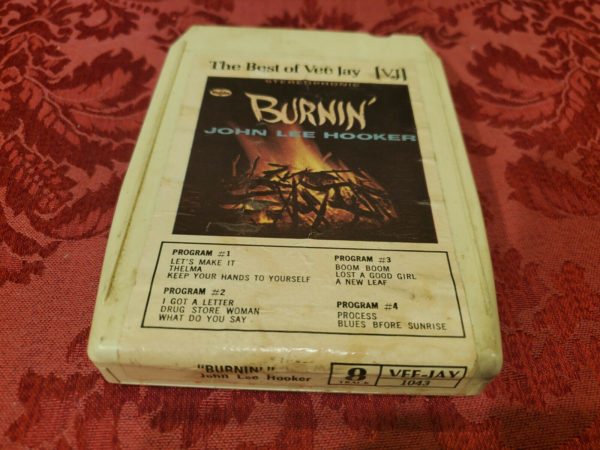 The Best of Vee Jay VJ
STEREOPHONIC
BURNIN'
JOHN LEE HOOKER
PROGRAM #1
LET'S MAKE IT
THELMA
KEEP YOUR HANDS TO YOURSELF
PROGRAM #2
I GOT A LETTER
DRUG STORE WOMAN
WHAT DO YOU SAY
PROGRAM #3
BOOM BOOM
LOST A GOOD GIRL
A NEW LEAF
PROGRAM #4
PROCESS
BLUES BFORE SUNRISE
"BURNIN'"
John Lee Hooker
8
TRACK
VEE-JAY
1043